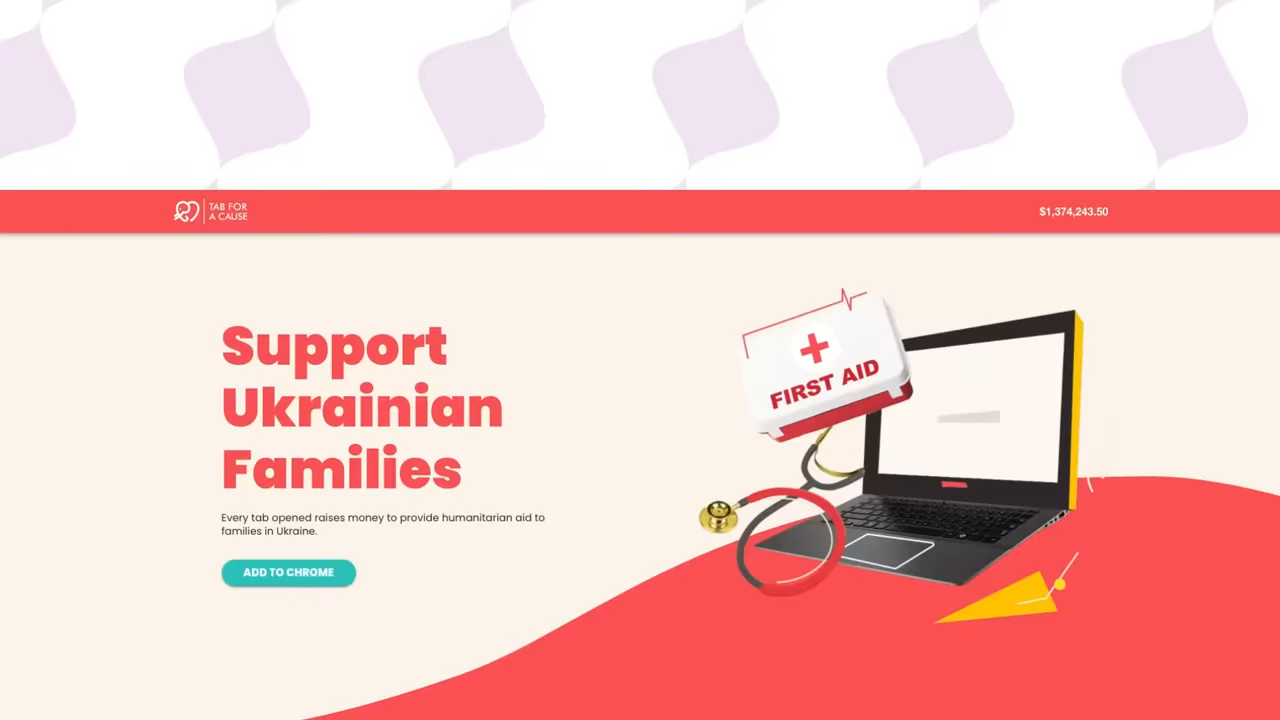 TAB FOR
A CAUSE
$1,374,243.50
Support
Ukrainian
Families
Every tab opened raises money to provide humanitarian aid to
families in Ukraine.
ADD TO CHROME
FIRST AID